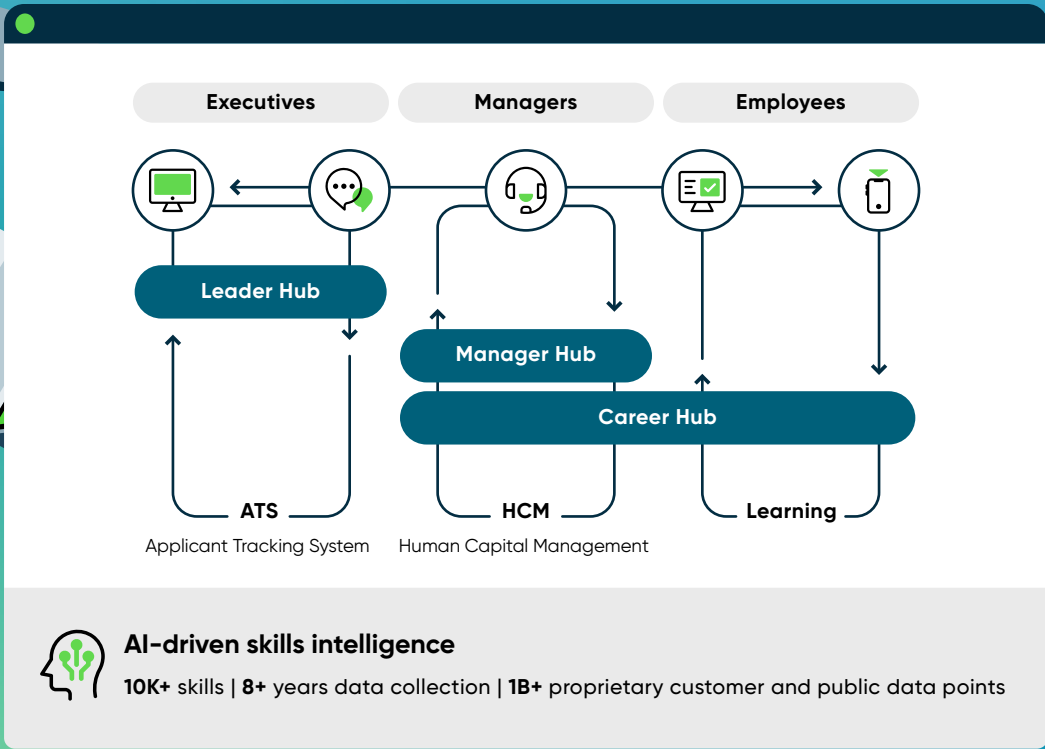 Executives
Managers
Employees
Leader Hub
Manager Hub
Career Hub
ATS
HCM
Learning
Applicant Tracking System
Human Capital Management
AI-driven skills intelligence
10K+ skills | 8+ years data collection | 1B+ proprietary customer and public data points